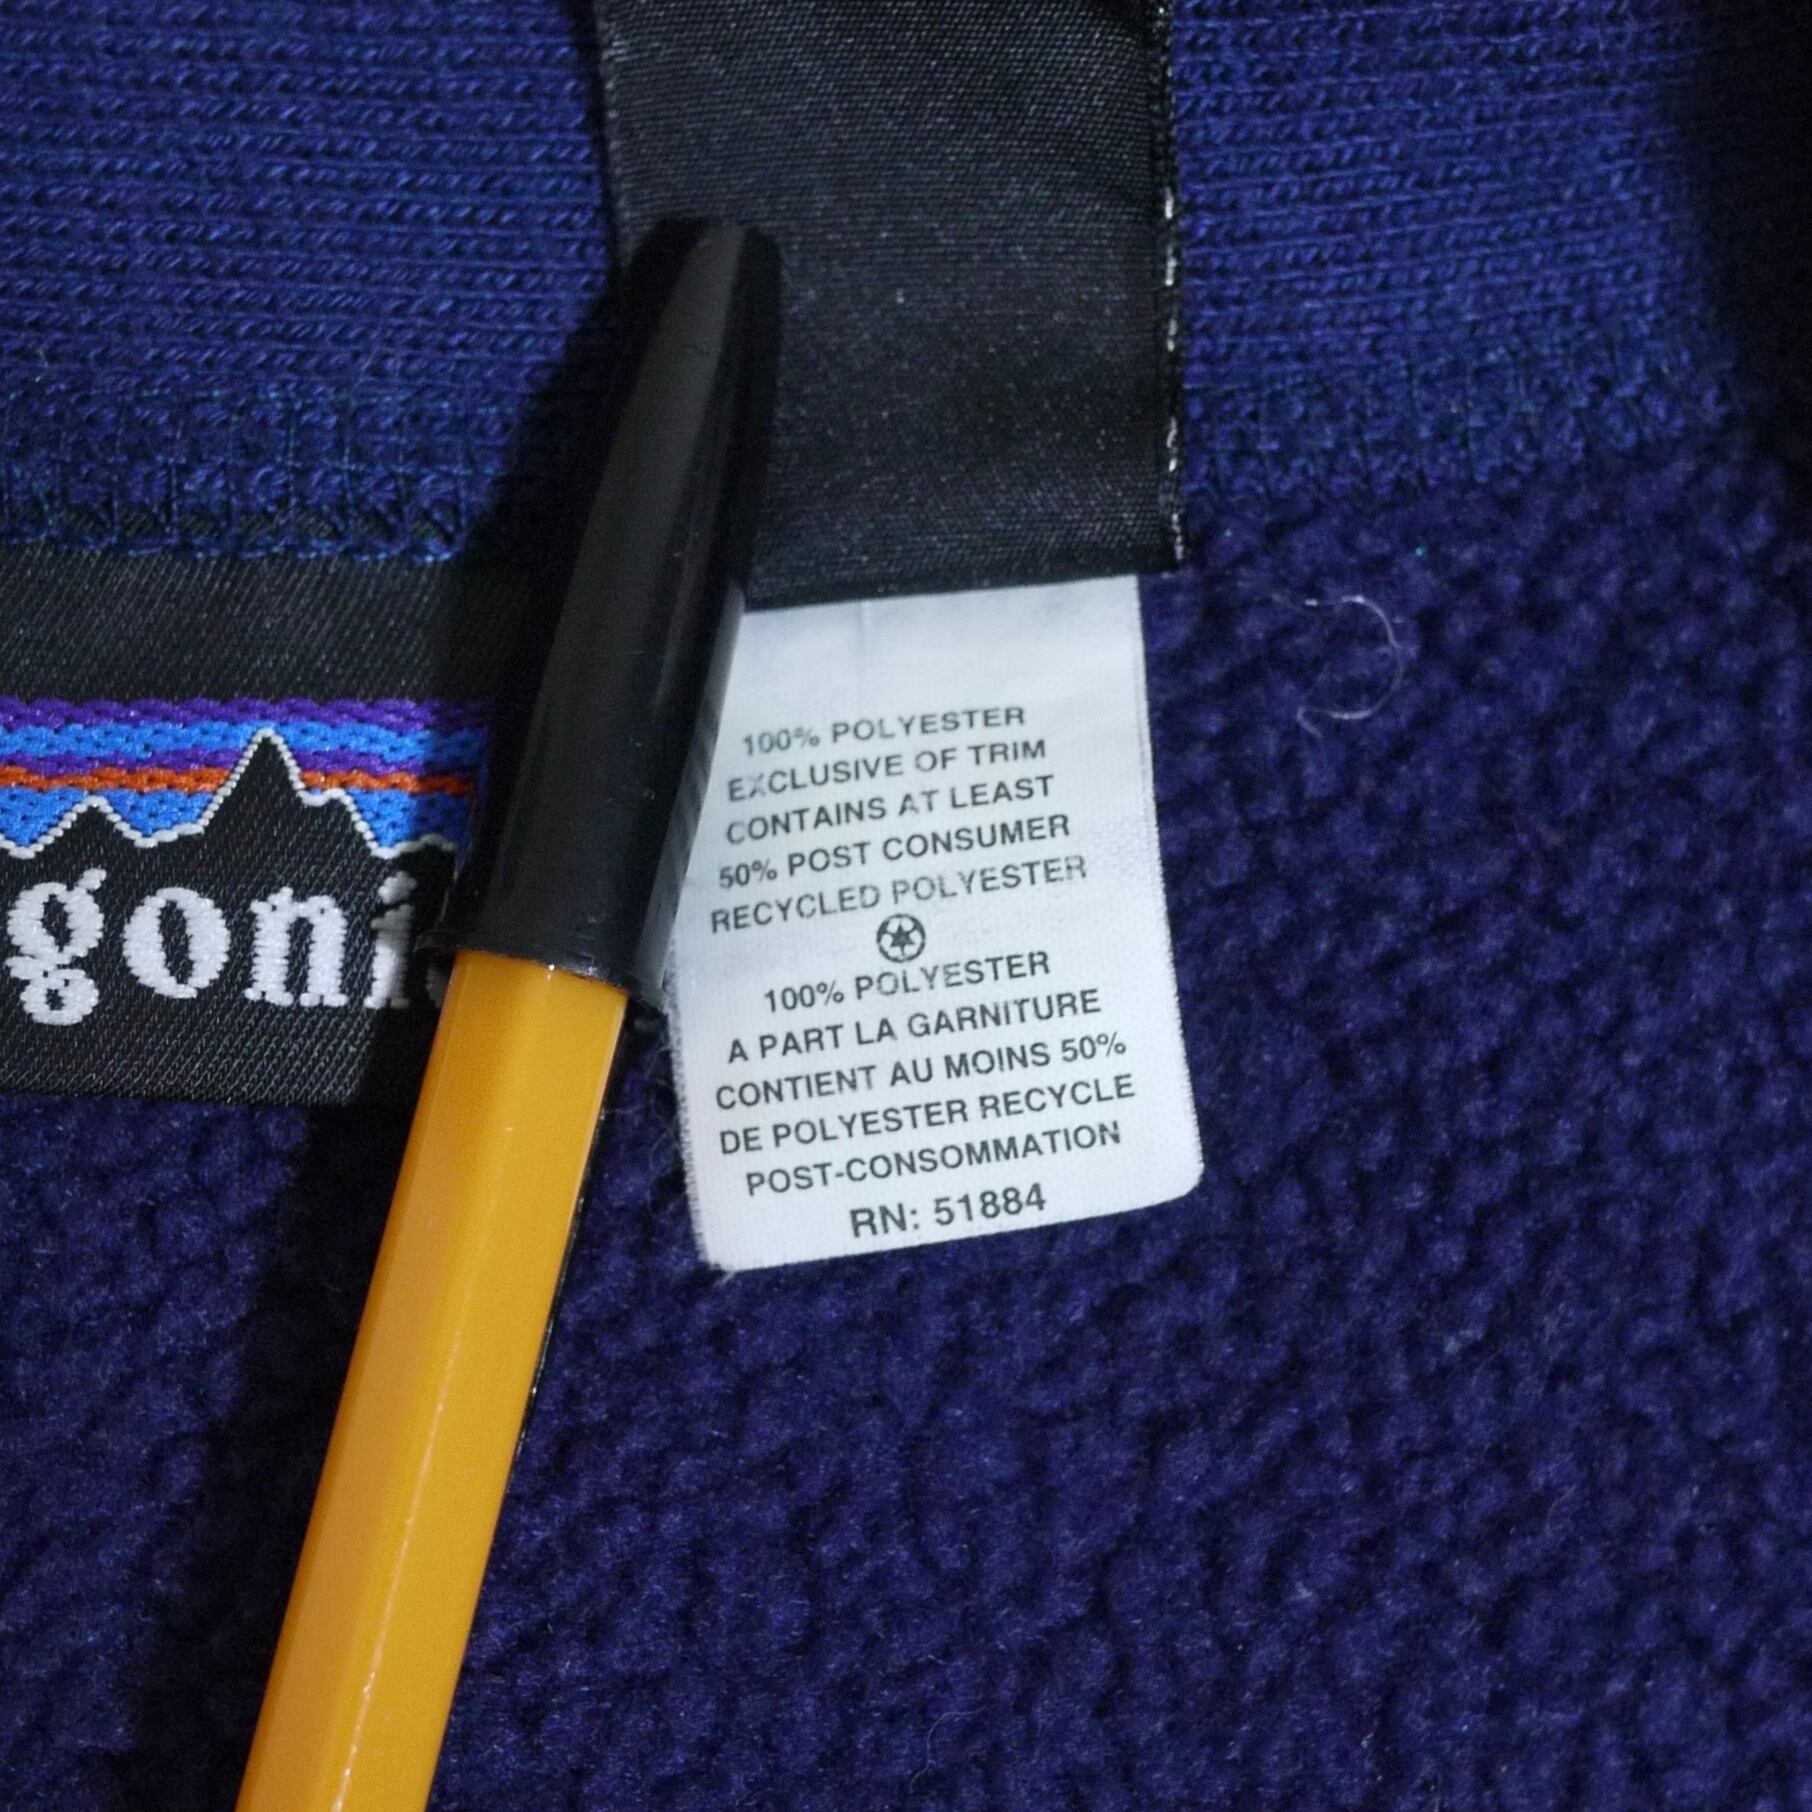 goni
100% POLYESTER
EXCLUSIVE OF TRIM
CONTAINS AT LEAST
50% POST CONSUMER
RECYCLED POLYESTER
100% POLYESTER
A PART LA GARNITURE
CONTIENT AU MOINS 50%
DE POLYESTER RECYCLE
POST-CONSOMMATION
RN: 51884